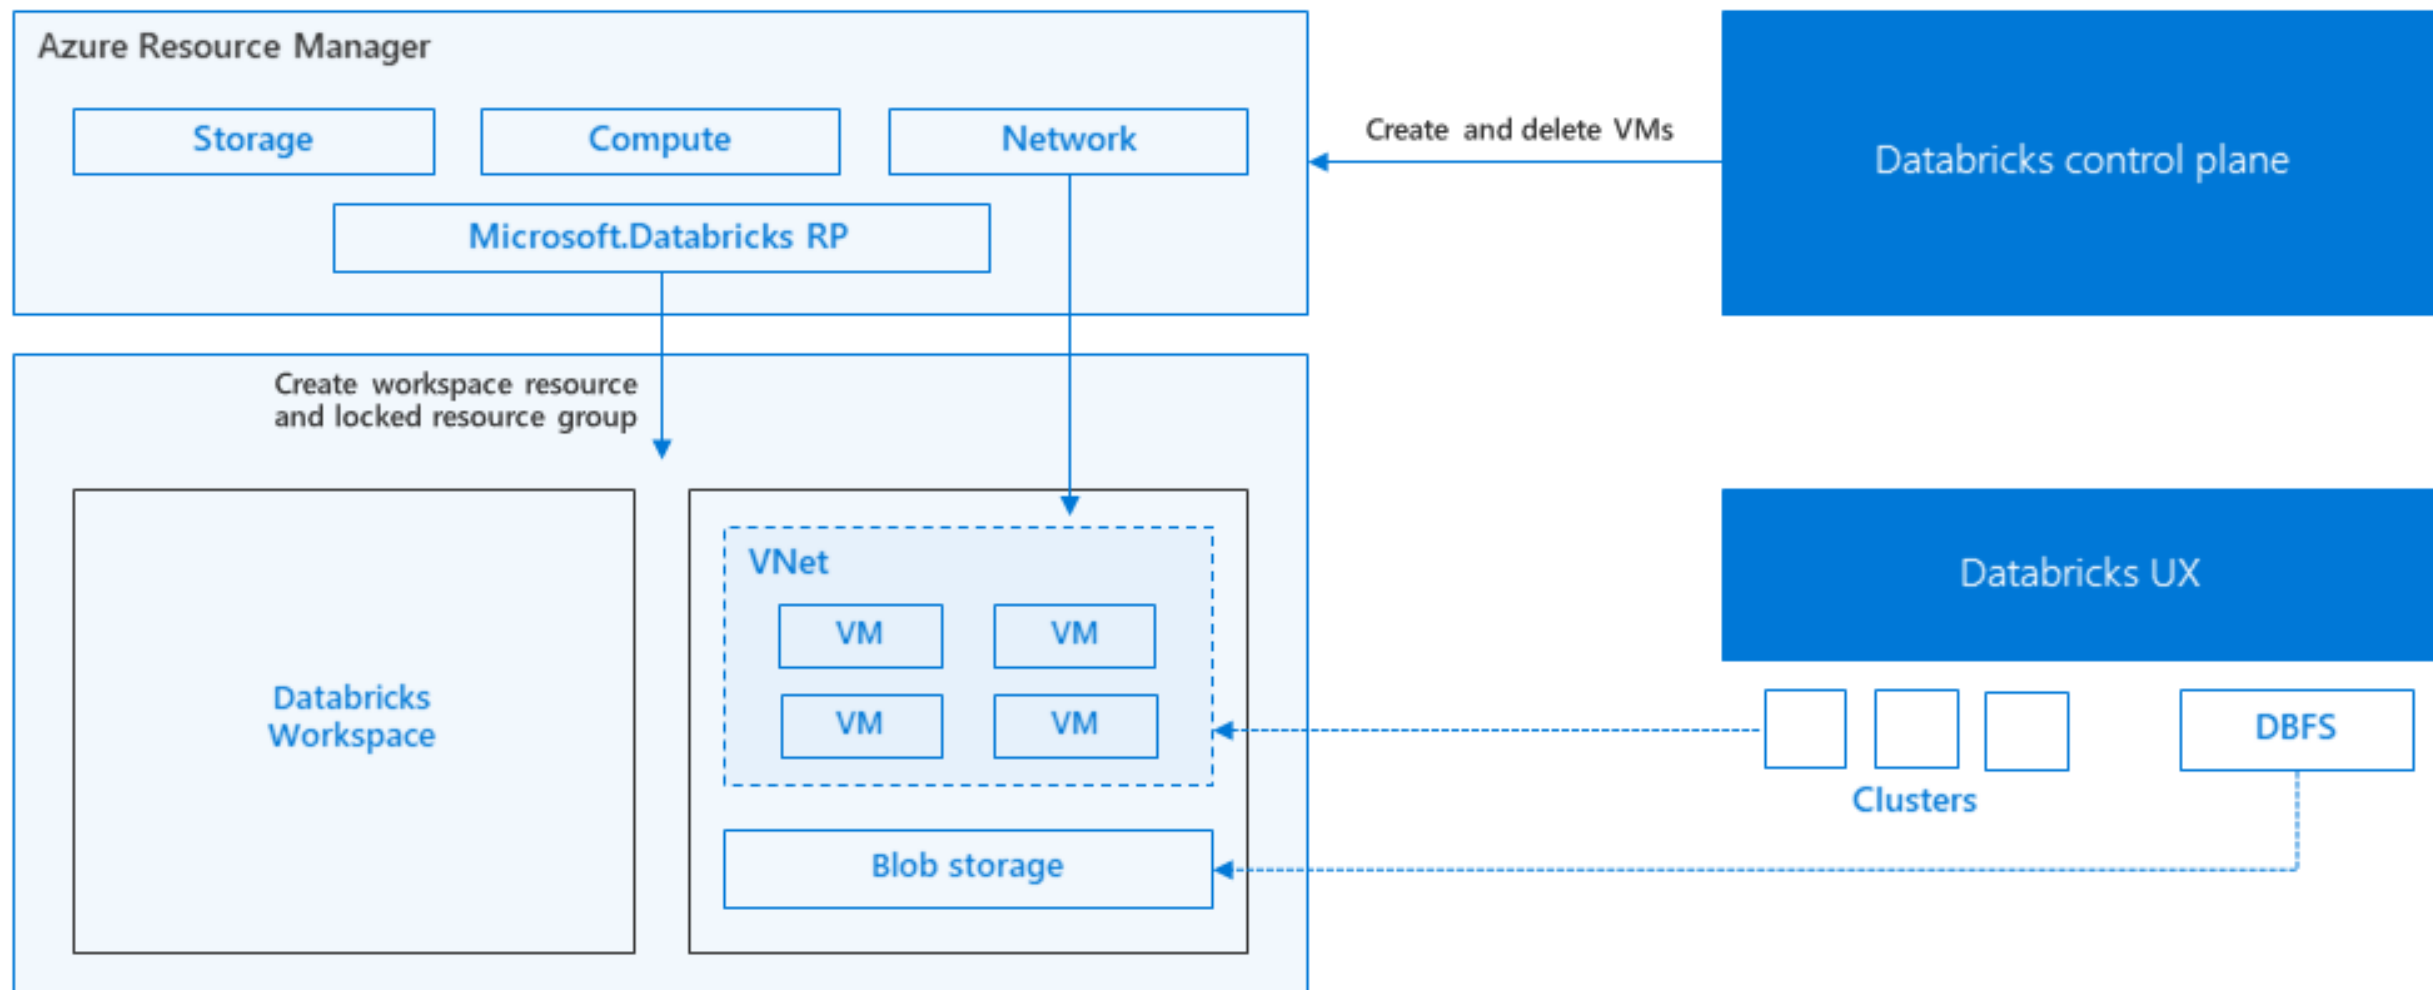 Azure Resource Manager
Storage
Compute
Network
Microsoft.Databricks RP
Create and delete VMs
Databricks control plane
Create workspace resource
and locked resource group
Databricks
Workspace
VNet
VM
VM
VM
VM
Blob storage
Databricks UX
Clusters
DBFS